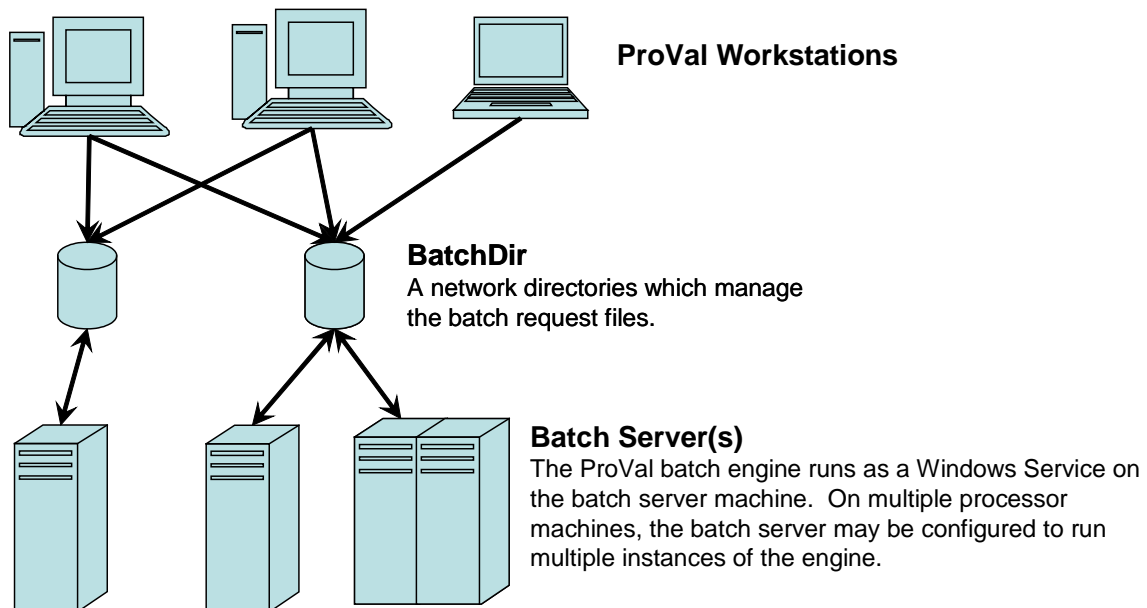 ProVal Workstations
BatchDir
A network directories which manage
the batch request files.
Batch Server(s)
The ProVal batch engine runs as a Windows Service on
the batch server machine.  On multiple processor
machines, the batch server may be configured to run
multiple instances of the engine.